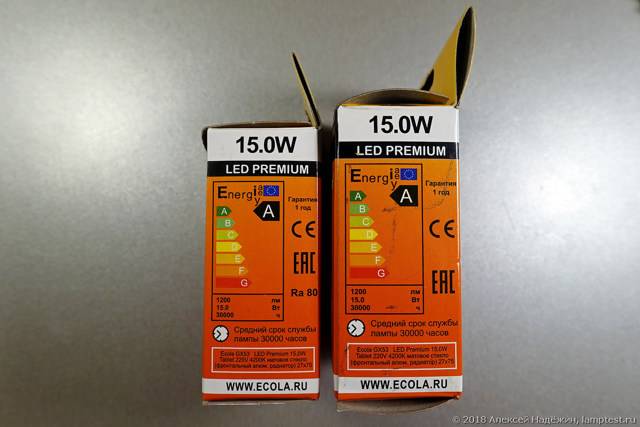 15.0W
LED PREMIUM
Energy
ia
Гарантия
1 год
A
A
B
C
D
E
F
G
CE
EAC
Ra 80
1200 лм
15.0 Вт
30000 ч
Средний срок службы
лампы 30000 часов
Ecola GX53 LED Premium 15.0W
Tablet 220V 4200K матовое стекло
(фронтальный алюм. радиатор) 27x75
WWW.ECOLA.RU
15.0W
LED PREMIUM
Energy
Гарантия
1 год
A
A
B
C
D
E
F
G
CE
EAC
1200 лм
15.0 Вт
30000 ч
Средний срок службы
лампы 30000 часов
Ecola GX53 LED Premium 15.0W
Tablet 220V 4200K матовое стекло
(фронтальный алюм. радиатор) 27x75
WWW.ECOLA.RU
© 2018 Алексей Надёжин, lamptest.ru